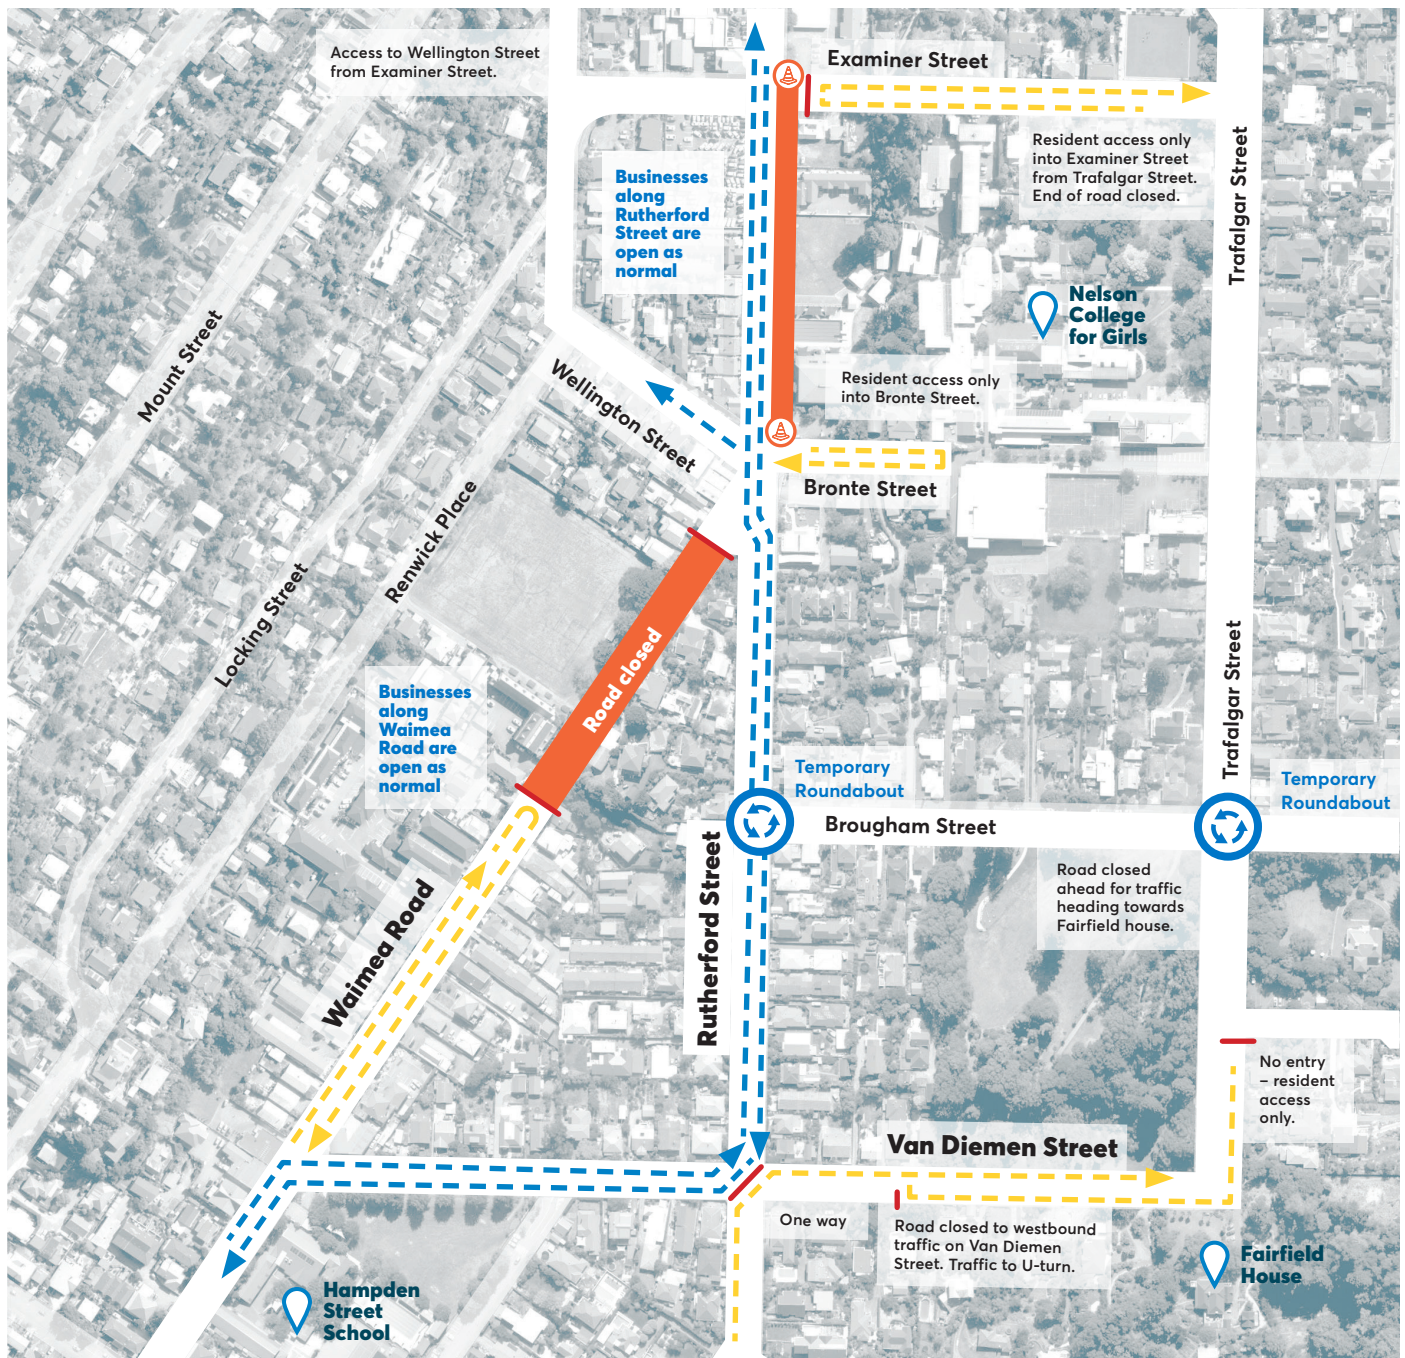 Access to Wellington Street
from Examiner Street.
Examiner Street
Resident access only
into Examiner Street
from Trafalgar Street.
End of road closed.
Trafalgar Street
Businesses
along
Rutherford
Street are
open as
normal
Nelson
College
for Girls
Mount Street
Wellington Street
Resident access only
into Bronte Street.
Bronte Street
Renwick Place
Locking Street
Road closed
Businesses
along
Waimea
Road are
open as
normal
Trafalgar Street
Temporary
Roundabout
Temporary
Roundabout
Brougham Street
Rutherford Street
Road closed
ahead for traffic
heading towards
Fairfield house.
Waimea Road
No entry
– resident
access
only.
Van Diemen Street
One way
Road closed to westbound
traffic on Van Diemen
Street. Traffic to U-turn.
Fairfield
House
Hampden
Street
School